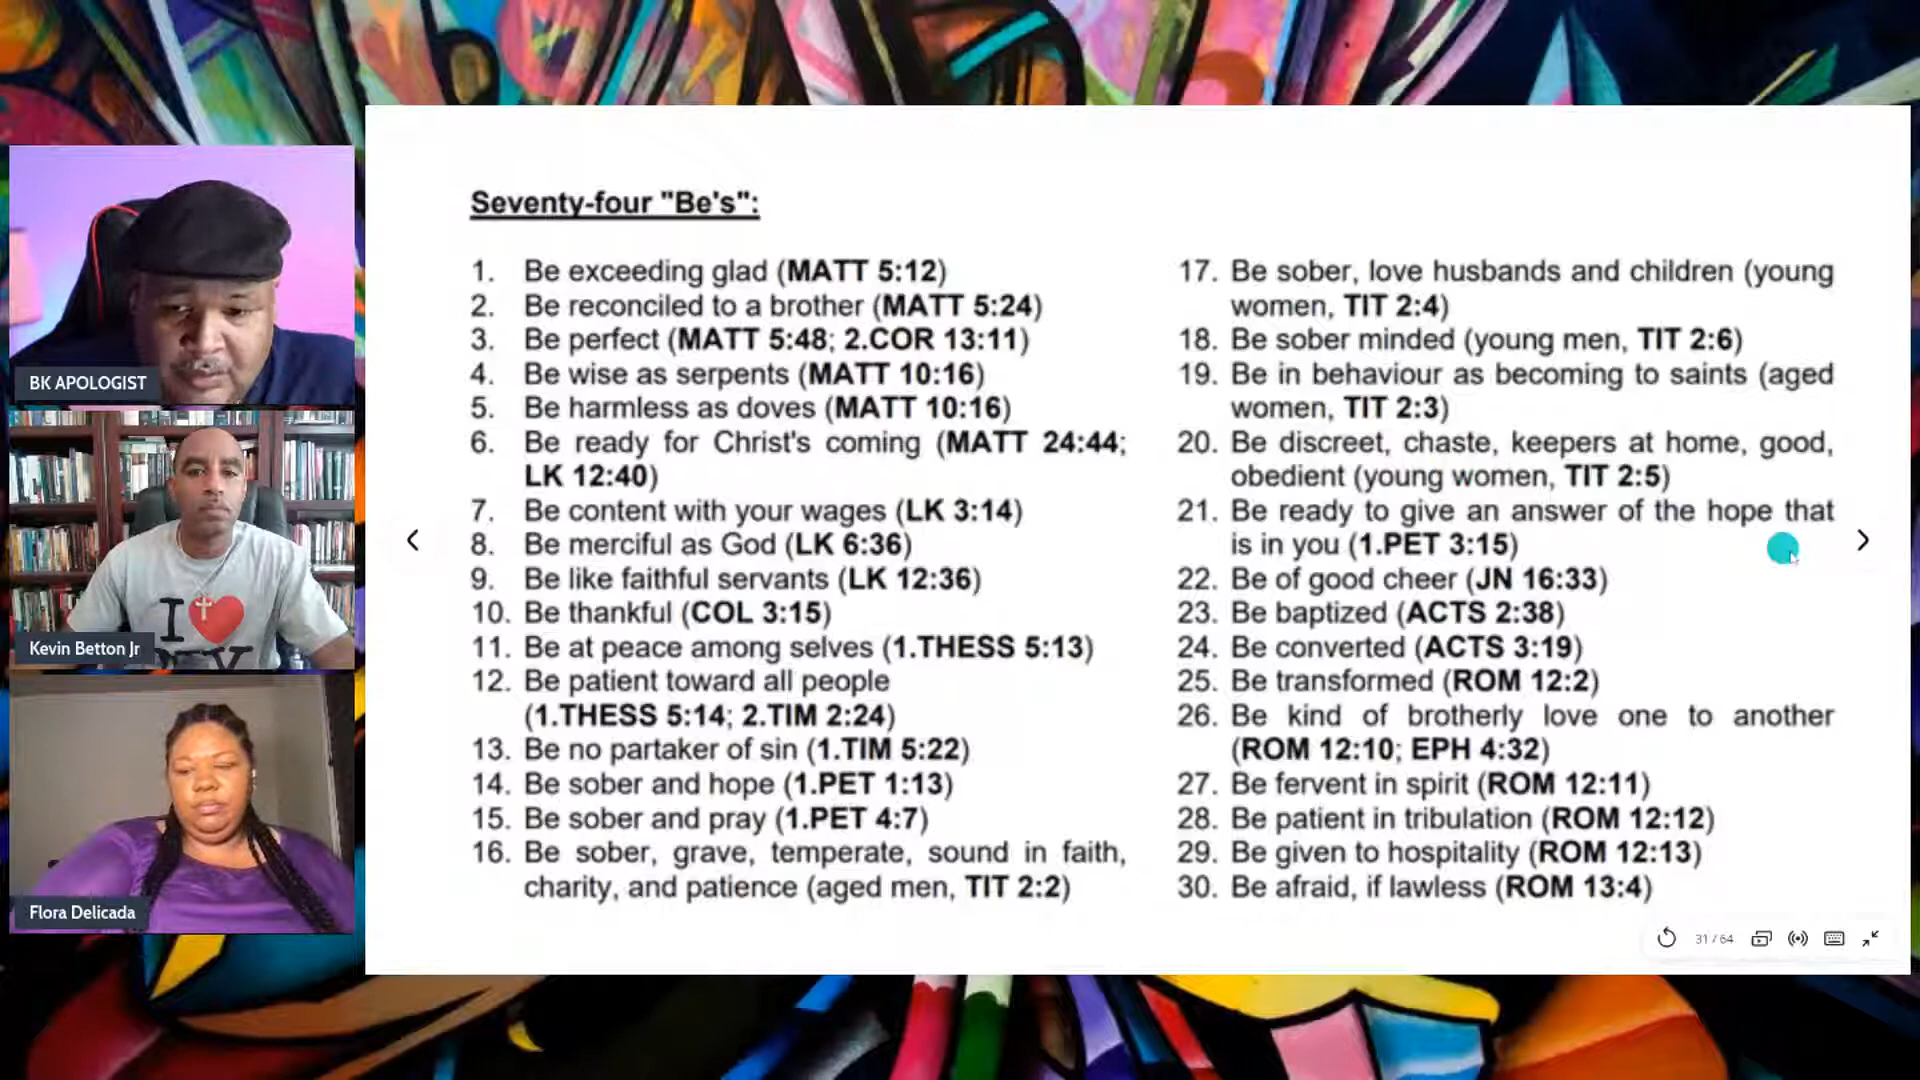 Seventy-four "Be's":
1. Be exceeding glad (MATT 5:12)
2. Be reconciled to a brother (MATT 5:24)
3. Be perfect (MATT 5:48; 2.COR 13:11)
4. Be wise as serpents (MATT 10:16)
5. Be harmless as doves (MATT 10:16)
6. Be ready for Christ's coming (MATT 24:44;
LK 12:40)
7. Be content with your wages (LK 3:14)
8. Be merciful as God (LK 6:36)
9. Be like faithful servants (LK 12:36)
10. Be thankful (COL 3:15)
11. Be at peace among selves (1.THESS 5:13)
12. Be patient toward all people
(1.THESS 5:14; 2.TIM 2:24)
13. Be no partaker of sin (1.TIM 5:22)
14. Be sober and hope (1.PET 1:13)
15. Be sober and pray (1.PET 4:7)
16. Be sober, grave, temperate, sound in faith,
charity, and patience (aged men, TIT 2:2)
17. Be sober, love husbands and children (young
women, TIT 2:4)
18. Be sober minded (young men, TIT 2:6)
19. Be in behaviour as becoming to saints (aged
women, TIT 2:3)
20. Be discreet, chaste, keepers at home, good,
obedient (young women, TIT 2:5)
21. Be ready to give an answer of the hope that
is in you (1.PET 3:15)
22. Be of good cheer (JN 16:33)
23. Be baptized (ACTS 2:38)
24. Be converted (ACTS 3:19)
25. Be transformed (ROM 12:2)
26. Be kind of brotherly love one to another
(ROM 12:10; EPH 4:32)
27. Be fervent in spirit (ROM 12:11)
28. Be patient in tribulation (ROM 12:12)
29. Be given to hospitality (ROM 12:13)
30. Be afraid, if lawless (ROM 13:4)
31 / 64
BK APOLOGIST
I
Kevin Betton Jr
Flora Delicada